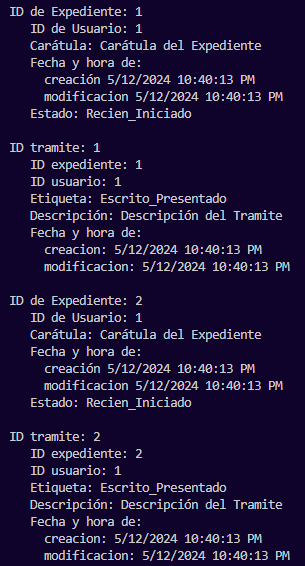 ID de Expediente: 1
ID de Usuario: 1
Carátula: Carátula del Expediente
Fecha y hora de:
creación 5/12/2024 10:40:13 PM
modificacion 5/12/2024 10:40:13 PM
Estado: Recien_Iniciado
ID tramite: 1
ID expediente: 1
ID usuario: 1
Etiqueta: Escrito_Presentado
Descripción: Descripción del Tramite
Fecha y hora de:
creacion: 5/12/2024 10:40:13 PM
modificacion: 5/12/2024 10:40:13 PM
ID de Expediente: 2
ID de Usuario: 1
Carátula: Carátula del Expediente
Fecha y hora de:
creación 5/12/2024 10:40:13 PM
modificacion 5/12/2024 10:40:13 PM
Estado: Recien_Iniciado
ID tramite: 2
ID expediente: 2
ID usuario: 1
Etiqueta: Escrito_Presentado
Descripción: Descripción del Tramite
Fecha y hora de:
creacion: 5/12/2024 10:40:13 PM
modificacion: 5/12/2024 10:40:13 PM